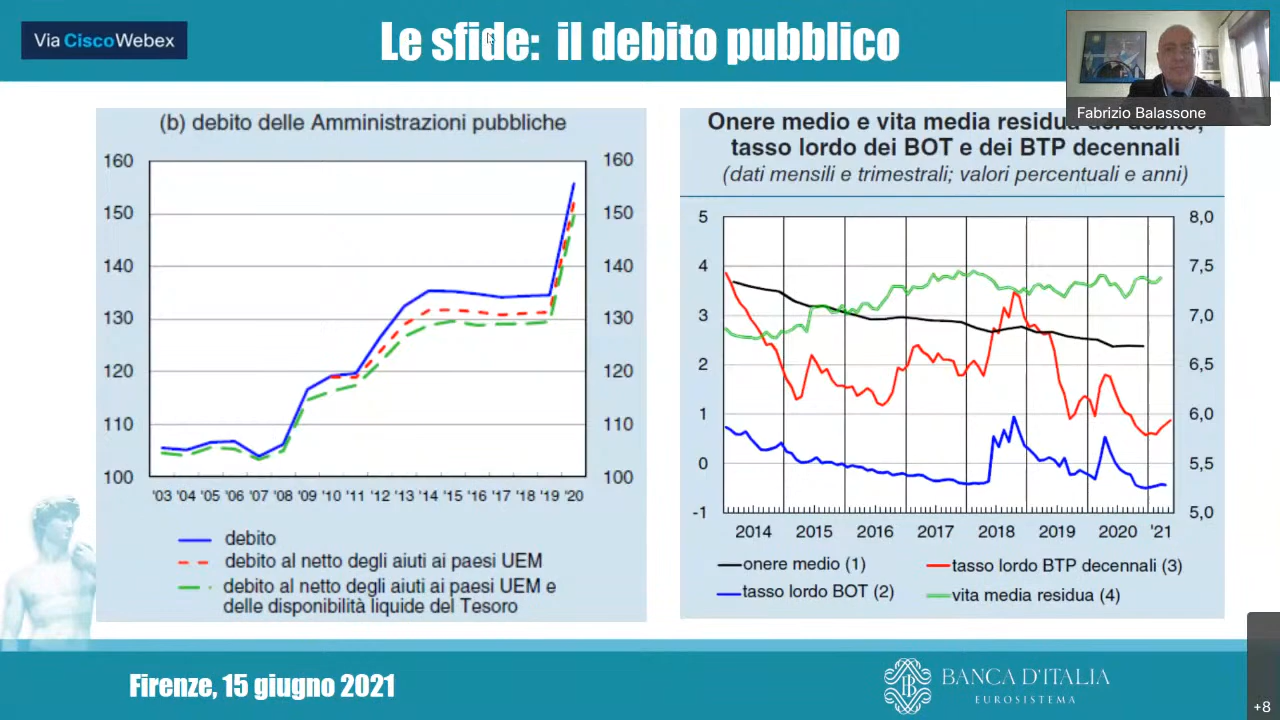 Via Cisco Webex
Le sfide: il debito pubblico
Fabrizio Balassone
(b) debito delle Amministrazioni pubbliche
160 160
150 150
140 140
130 130
120 120
110 110
100 100
'03 '04 '05 '06 '07 '08 '09 '10 '11 '12 '13 '14 '15 '16 '17 '18 '19 '20
debito
debito al netto degli aiuti ai paesi UEM
debito al netto degli aiuti ai paesi UEM e
delle disponibilità liquide del Tesoro
Onere medio e vita media residua del debito,
tasso lordo dei BOT e dei BTP decennali
(dati mensili e trimestrali; valori percentuali e anni)
5 8,0
4 7,5
3 7,0
2 6,5
1 6,0
0 5,5
-1 5,0
2014 2015 2016 2017 2018 2019 2020 '21
onere medio (1) tasso lordo BTP decennali (3)
tasso lordo BOT (2) vita media residua (4)
Firenze, 15 giugno 2021
BANCA D'ITALIA
EUROSISTEMA
+8